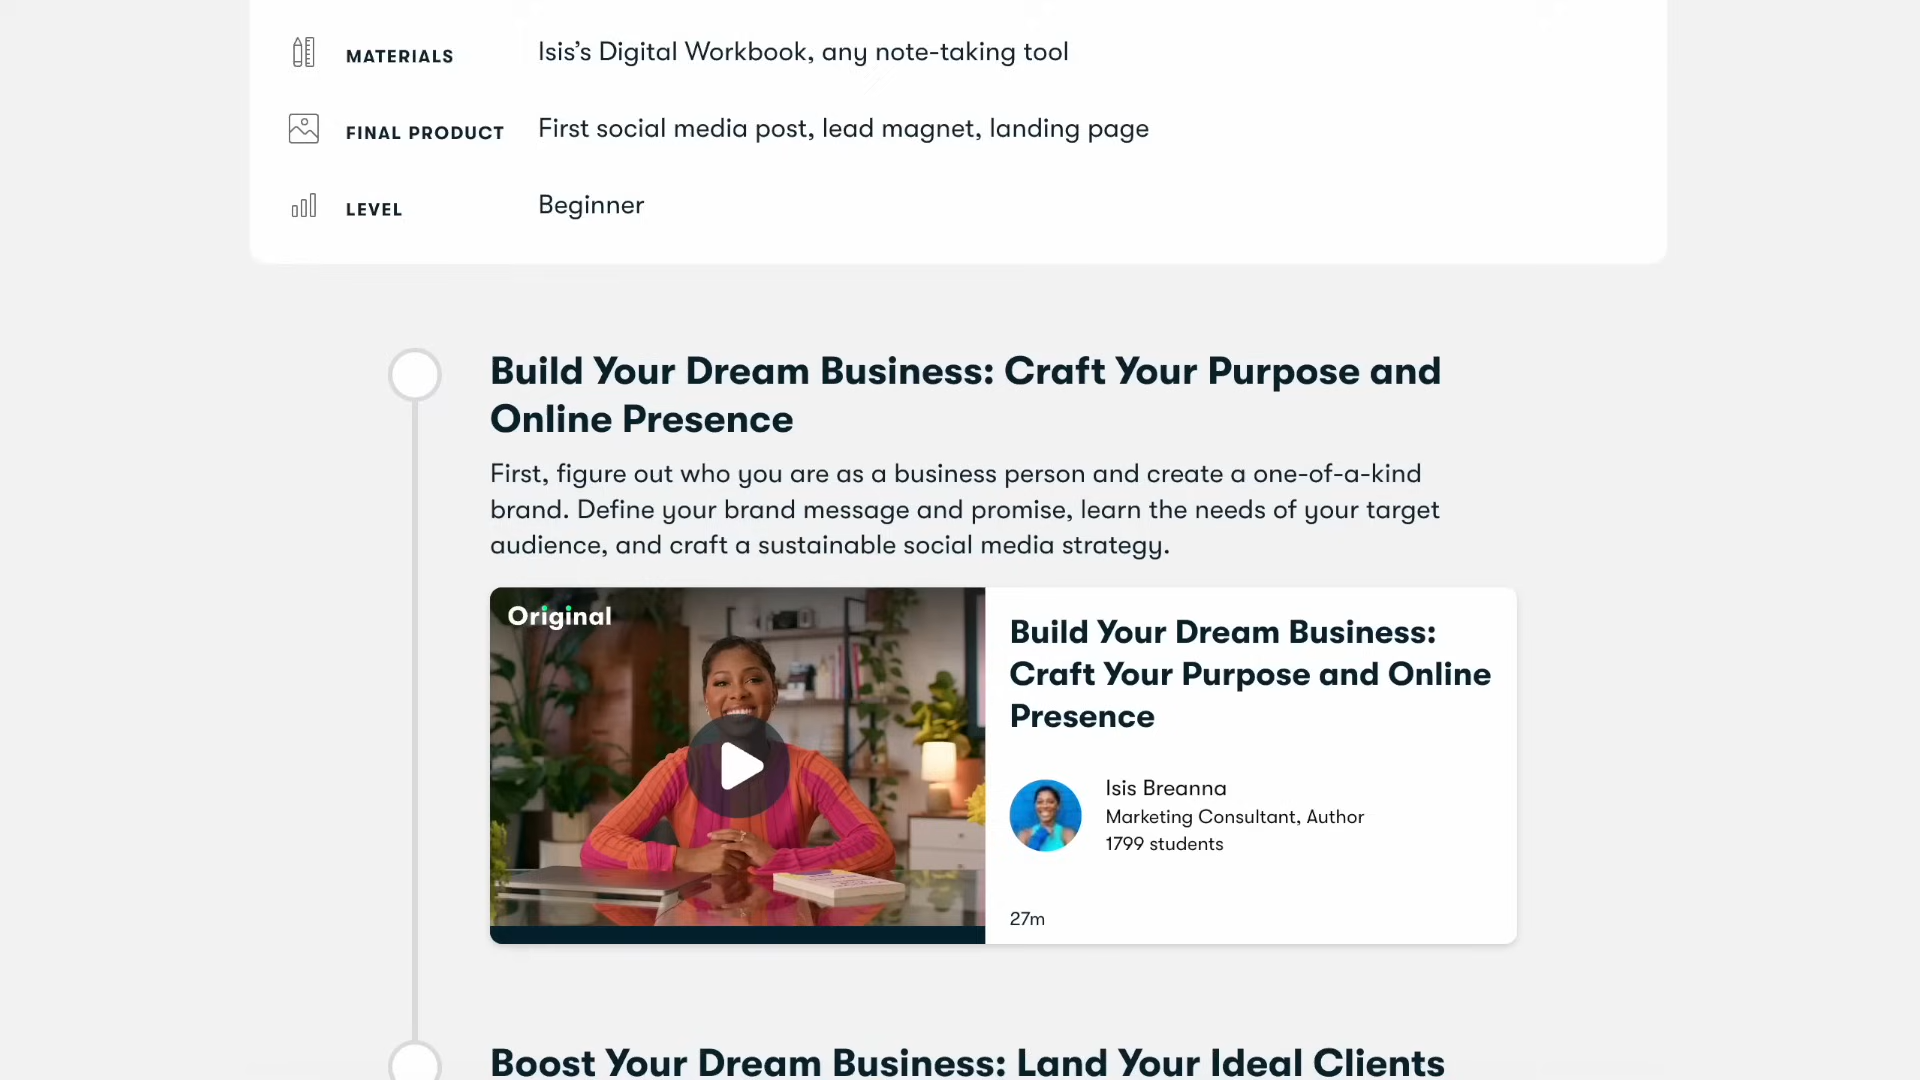 MATERIALS Isis’s Digital Workbook, any note-taking tool
FINAL PRODUCT First social media post, lead magnet, landing page
LEVEL Beginner
Build Your Dream Business: Craft Your Purpose and
Online Presence
First, figure out who you are as a business person and create a one-of-a-kind
brand. Define your brand message and promise, learn the needs of your target
audience, and craft a sustainable social media strategy.
Original
Build Your Dream Business:
Craft Your Purpose and Online
Presence
Isis Breanna
Marketing Consultant, Author
1799 students
27m
Boost Your Dream Business: Land Your Ideal Clients